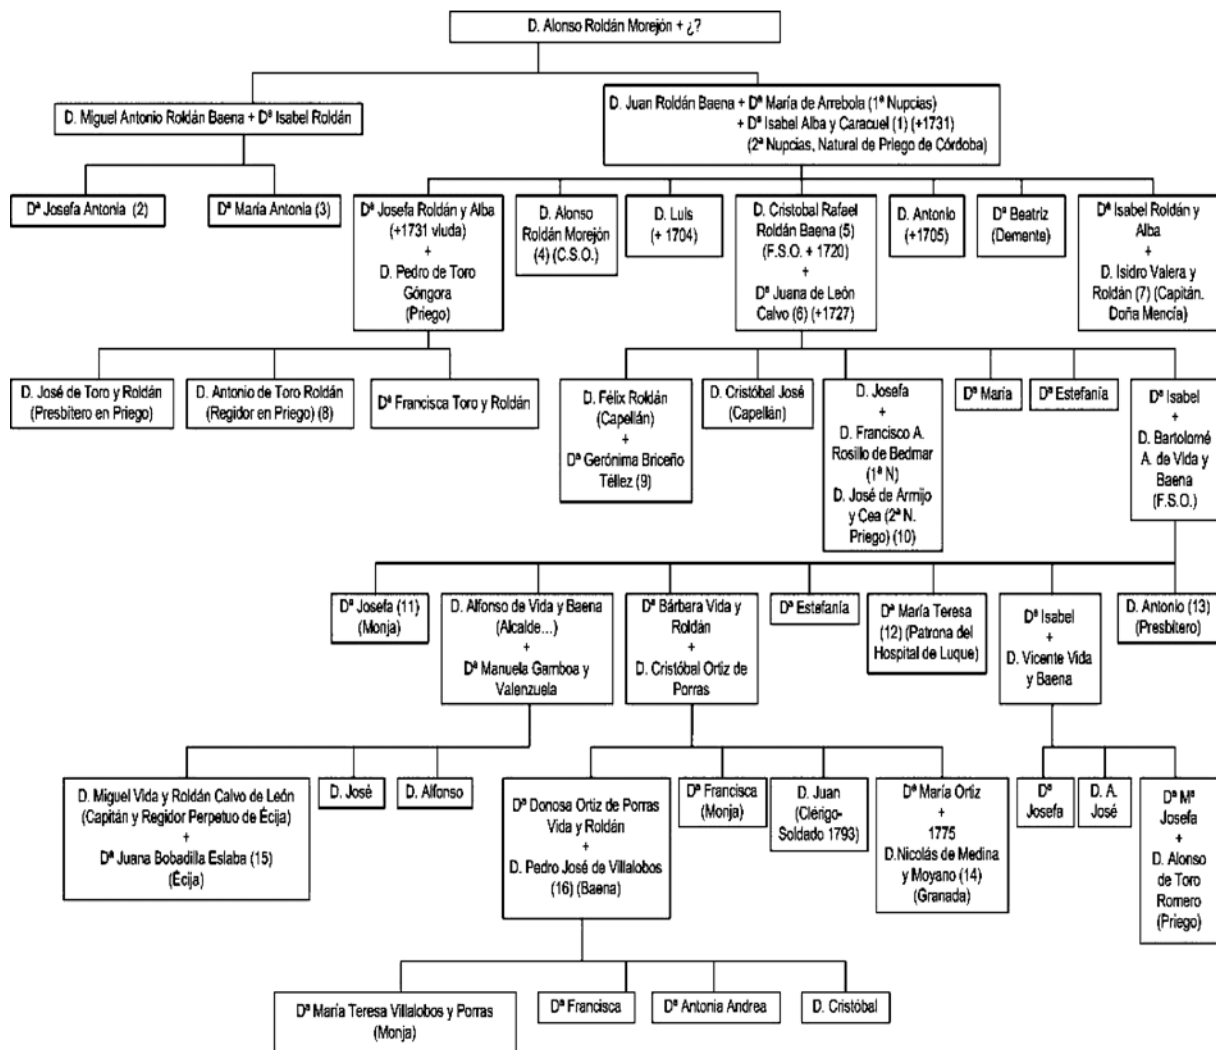 D. Alonso Roldán Morejón + ¿?
D. Miguel Antonio Roldán Baena + Dª Isabel Roldán
D. Juan Roldán Baena + Dª María de Arrebola (1ª Nupcias)
+ Dª Isabel Alba y Caracuel (1) (+1731)
(2ª Nupcias, Natural de Priego de Córdoba)
Dª Josefa Antonia (2)
Dª María Antonia (3)
Dª Josefa Roldán y Alba
(+1731 viuda)
+
D. Pedro de Toro
Góngora
(Priego)
D. Alonso
Roldán Morejón
(4) (C.S.O.)
D. Luis
(+ 1704)
D. Cristobal Rafael
Roldán Baena (5)
(F.S.O. + 1720)
+
Dª Juana de León
Calvo (6) (+1727)
D. Antonio
(+1705)
Dª Beatriz
(Demente)
Dª Isabel Roldán y
Alba
+
D. Isidro Valera y
Roldán (7) (Capitán.
Doña Mencía)
D. José de Toro y Roldán
(Presbítero en Priego)
D. Antonio de Toro Roldán
(Regidor en Priego) (8)
Dª Francisca Toro y Roldán
D. Félix Roldán
(Capellán)
+
Dª Gerónima Briceño
Téllez (9)
D. Cristóbal José
(Capellán)
D. Josefa
+
D. Francisco A.
Rosillo de Bedmar
(1ª N)
D. José de Armijo
y Cea (2ª N.
Priego) (10)
Dª María
Dª Estefanía
Dª Isabel
+
D. Bartolomé
A. de Vida y
Baena
(F.S.O.)
Dª Josefa (11)
(Monja)
D. Alfonso de Vida y Baena
(Alcalde...)
+
Dª Manuela Gamboa y
Valenzuela
Dª Bárbara Vida y
Roldán
+
D. Cristóbal Ortiz de
Porras
Dª Estefanía
Dª María Teresa
(12) (Patrona del
Hospital de Luque)
Dª Isabel
+
D. Vicente Vida
y Baena
D. Antonio (13)
(Presbítero)
D. Miguel Vida y Roldán Calvo de León
(Capitán y Regidor Perpetuo de Écija)
+
Dª Juana Bobadilla Eslaba (15)
(Écija)
D. José
D. Alfonso
Dª Donosa Ortiz de Porras
Vida y Roldán
+
D. Pedro José de Villalobos
(16) (Baena)
Dª Francisca
(Monja)
D. Juan
(Clérigo-
Soldado 1793)
Dª María Ortiz
+
1775
D.Nicolás de Medina
y Moyano (14)
(Granada)
Dª
Josefa
D. A.
José
Dª Mª
Josefa
+
D. Alonso
de Toro
Romero
(Priego)
Dª María Teresa Villalobos y Porras
(Monja)
Dª Francisca
Dª Antonia Andrea
D. Cristóbal